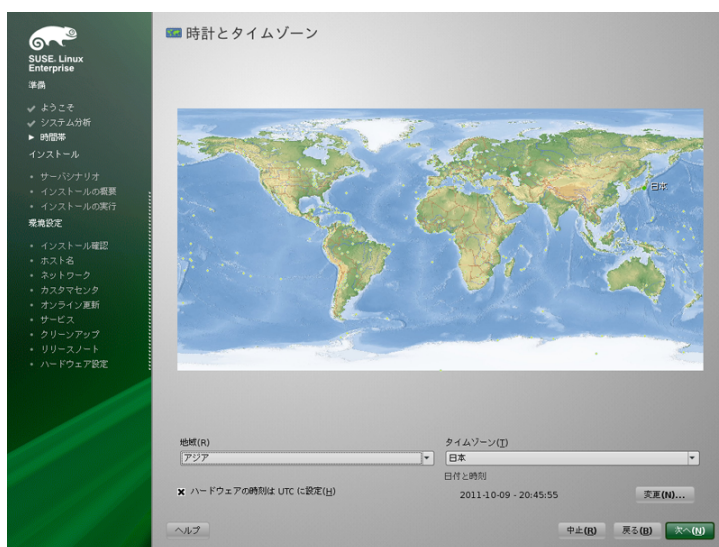 SUSE. Linux
Enterprise
準備
ようこそ
システム分析
時間帯
インストール
サーバシナリオ
インストールの概要
インストールの実行
環境設定
インストール確認
ホスト名
ネットワーク
カスタマセンタ
オンライン更新
サービス
クリーンアップ
リリースノート
ハードウェア設定
時計とタイムゾーン
日本
地域(R)
アジア
タイムゾーン(T)
日本
ハードウェアの時刻は UTC に設定(H)
日付と時刻
2011-10-09 - 20:45:55
変更(N)...
ヘルプ
中止(R)
戻る(B)
次へ(N)